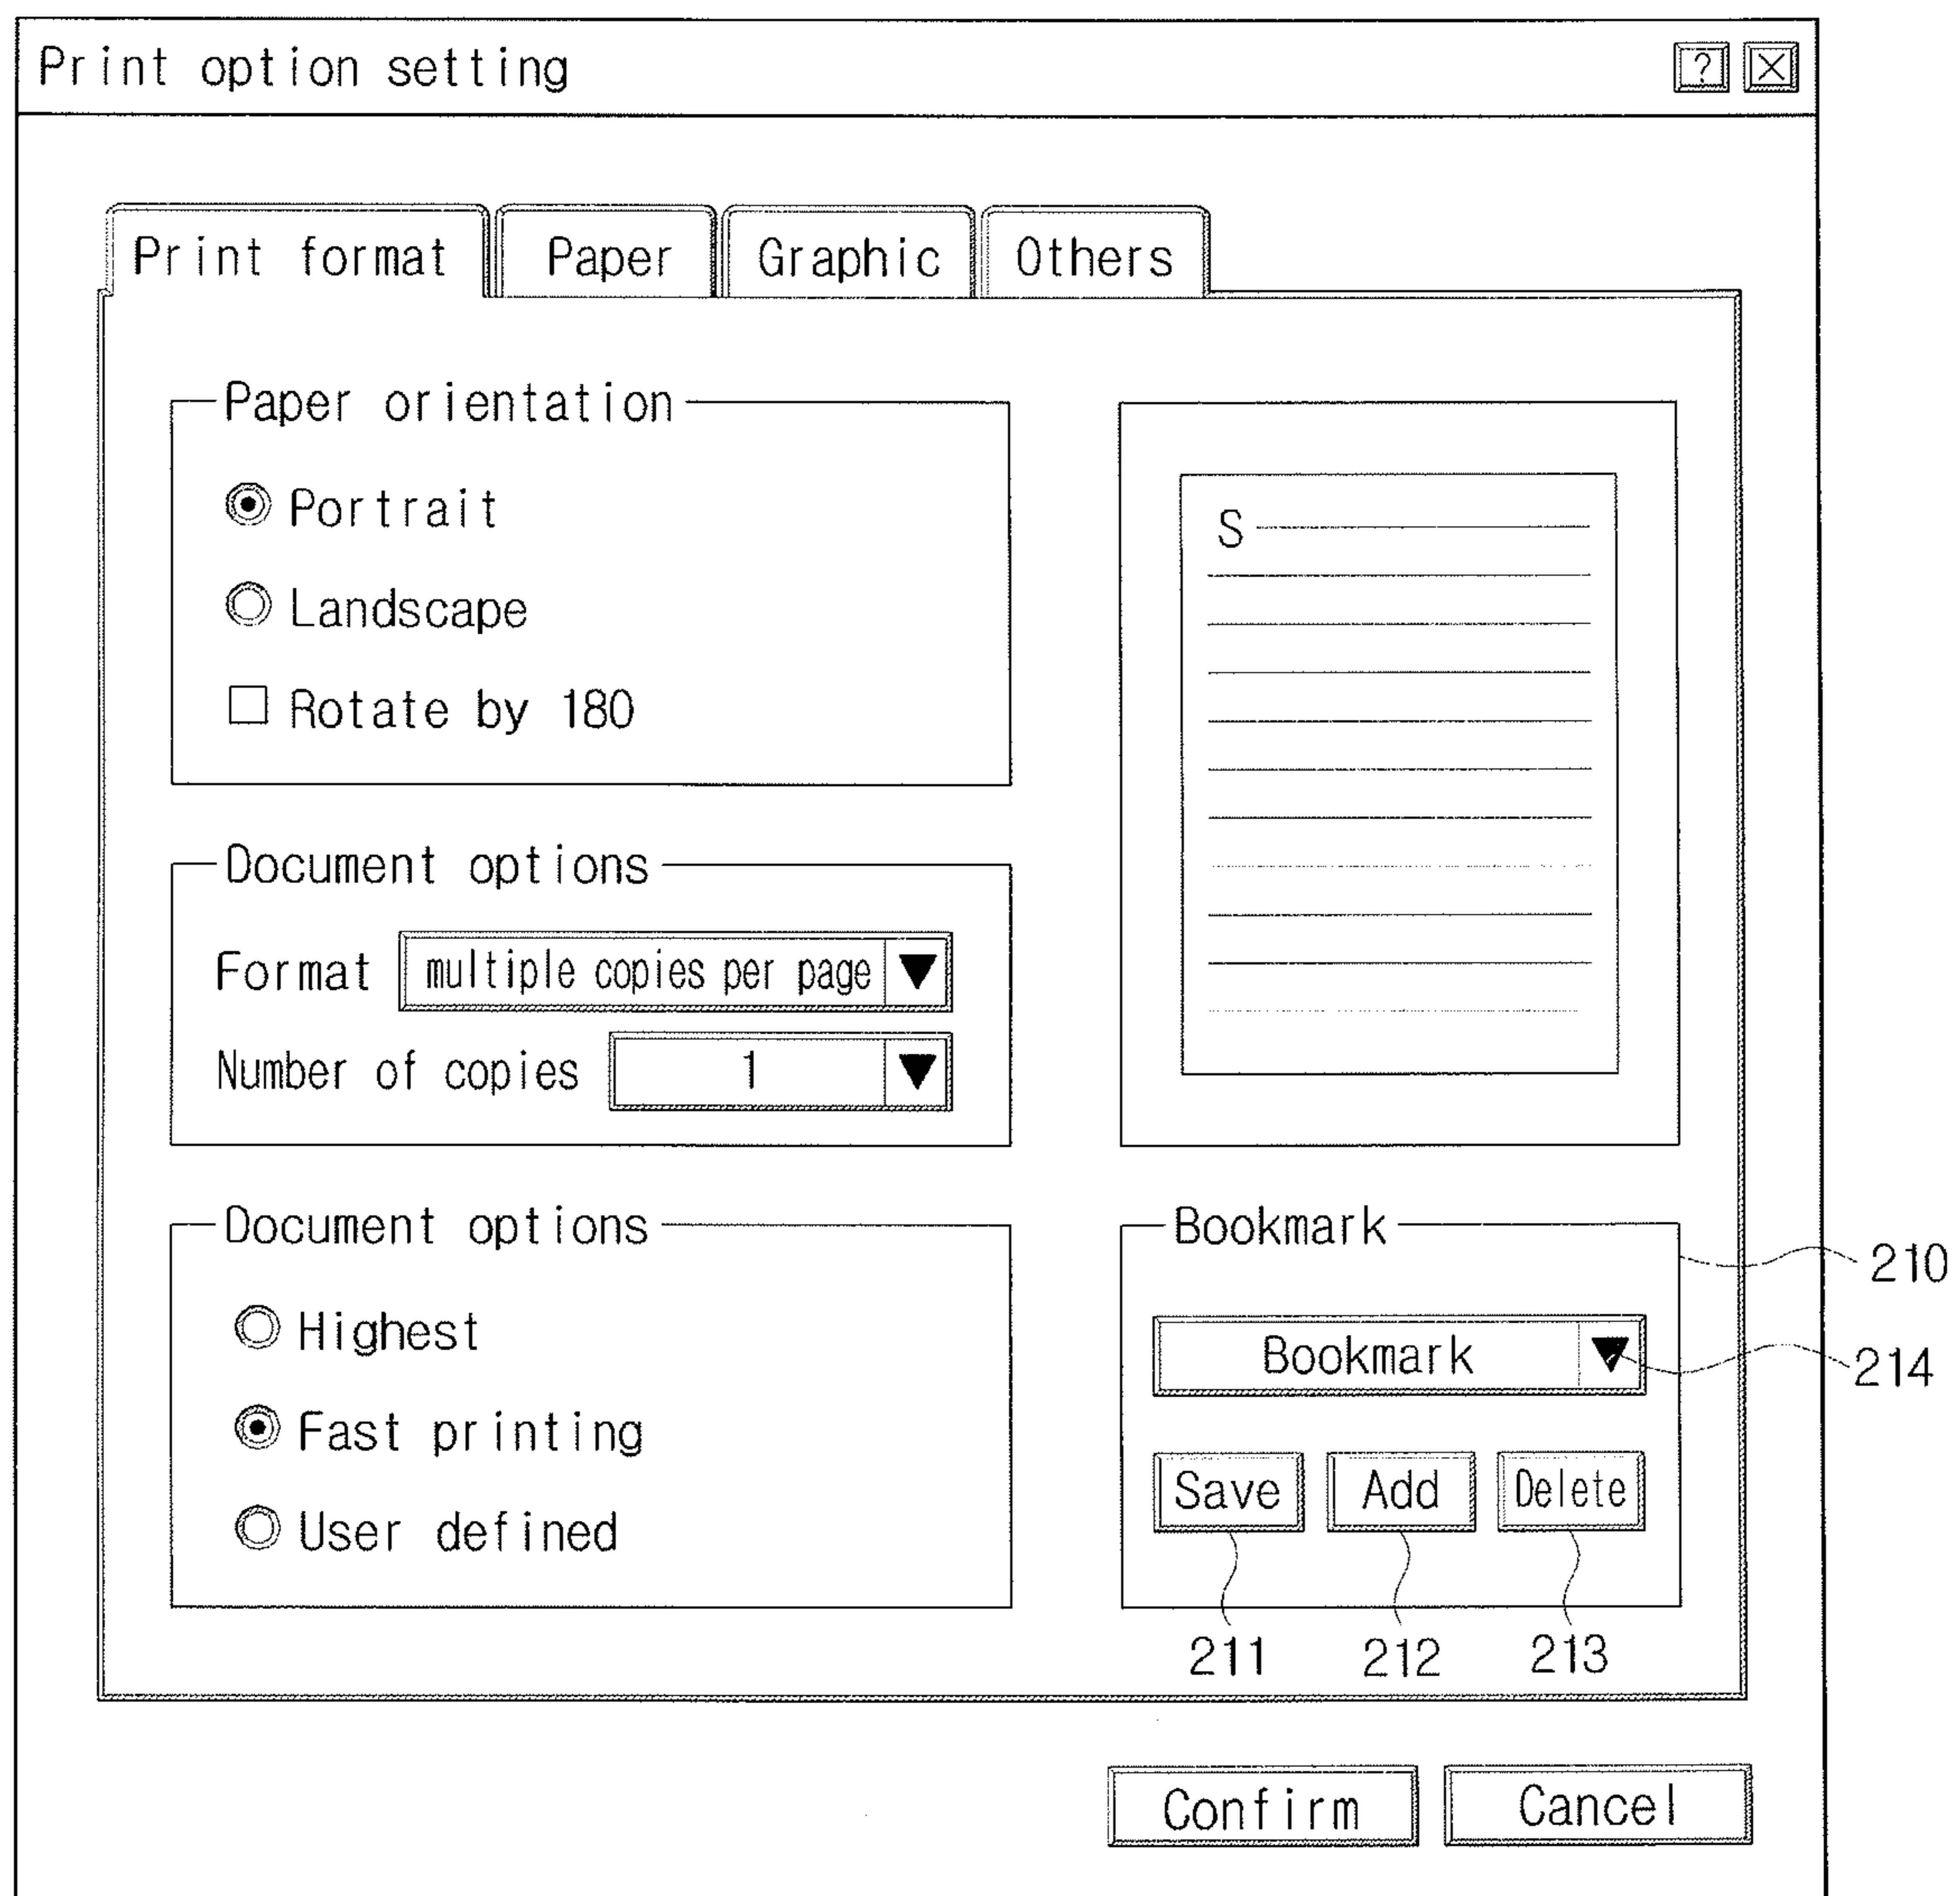 Print option setting ? X
Print format Paper Graphic Others
Paper orientation
Portrait
Landscape
Rotate by 180
S
Document options
Format multiple copies per page
Number of copies 1
Document options
Highest
Fast printing
User defined
Bookmark
210
Bookmark
214
Save Add Delete
211 212 213
Confirm Cancel